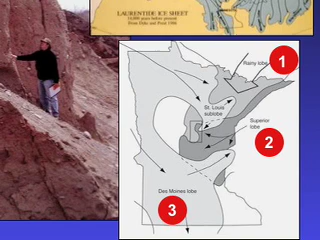 LAURENTIDE ICE SHEET
Rainy lobe
1
St. Louis
sublobe
Superior
lobe
2
Des Moines lobe
3